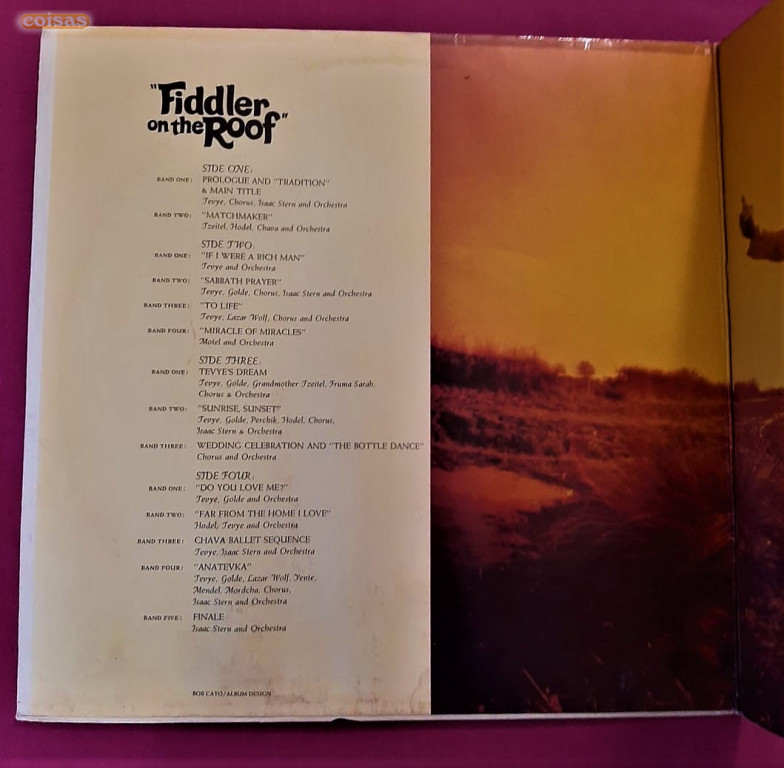 coisas
"Fiddler
on the Roof"
SIDE ONE:
BAND ONE: PROLOGUE AND "TRADITION"
& MAIN TITLE
Tevye, Chorus, Isaac Stern and Orchestra
BAND TWO: "MATCHMAKER"
Tzeitel, Hodel, Chava and Orchestra
SIDE TWO:
BAND ONE: "IF I WERE A RICH MAN"
Tevye and Orchestra
BAND TWO: "SABBATH PRAYER"
Tevye, Golde, Chorus, Isaac Stern and Orchestra
BAND THREE: "TO LIFE"
Tevye, Lazar Wolf, Chorus and Orchestra
BAND FOUR: "MIRACLE OF MIRACLES"
Motel and Orchestra
SIDE THREE:
BAND ONE: TEVYE'S DREAM
Tevye, Golde, Grandmother Tzeitel, Fruma Sarah,
Chorus & Orchestra
BAND TWO: "SUNRISE, SUNSET"
Tevye, Golde, Perchik, Hodel, Chorus,
Isaac Stern & Orchestra
BAND THREE: WEDDING CELEBRATION AND "THE BOTTLE DANCE"
Chorus and Orchestra
SIDE FOUR:
BAND ONE: "DO YOU LOVE ME?"
Tevye, Golde and Orchestra
BAND TWO: "FAR FROM THE HOME I LOVE"
Hodel, Tevye and Orchestra
BAND THREE: CHAVA BALLET SEQUENCE
Tevye, Isaac Stern and Orchestra
BAND FOUR: "ANATEVKA"
Tevye, Golde, Lazar Wolf, Yente,
Mendel, Mordcha, Chorus,
Isaac Stern and Orchestra
BAND FIVE: FINALE
Isaac Stern and Orchestra
BOB CATO/ALBUM DESIGN